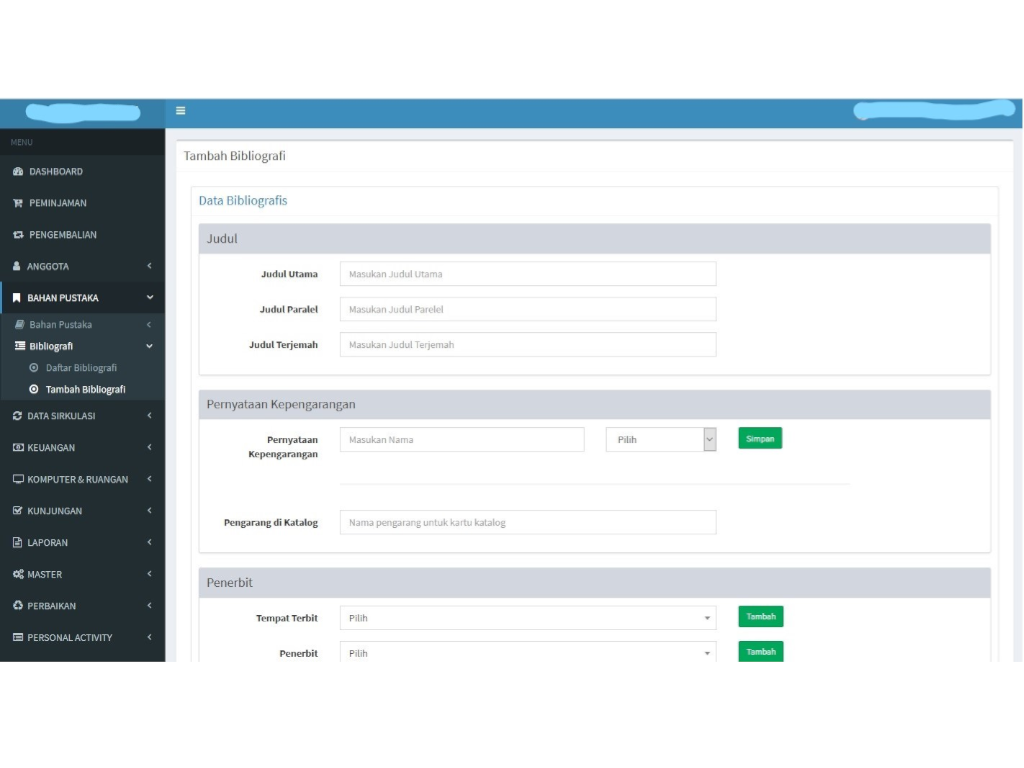 MENU
DASHBOARD
PEMINJAMAN
PENGEMBALIAN
ANGGOTA
BAHAN PUSTAKA
Bahan Pustaka
Bibliografi
Daftar Bibliografi
Tambah Bibliografi
DATA SIRKULASI
KEUANGAN
KOMPUTER & RUANGAN
KUNJUNGAN
LAPORAN
MASTER
PERBAIKAN
PERSONAL ACTIVITY
Tambah Bibliografi
Data Bibliografis
Judul
Judul Utama Masukan Judul Utama
Judul Paralel Masukan Judul Parelel
Judul Terjemah Masukan Judul Terjemah
Pernyataan Kepengarangan
Pernyataan Kepengarangan Masukan Nama Pilih Simpan
Pengarang di Katalog Nama pengarang untuk kartu katalog
Penerbit
Tempat Terbit Pilih Tambah
Penerbit Pilih Tambah